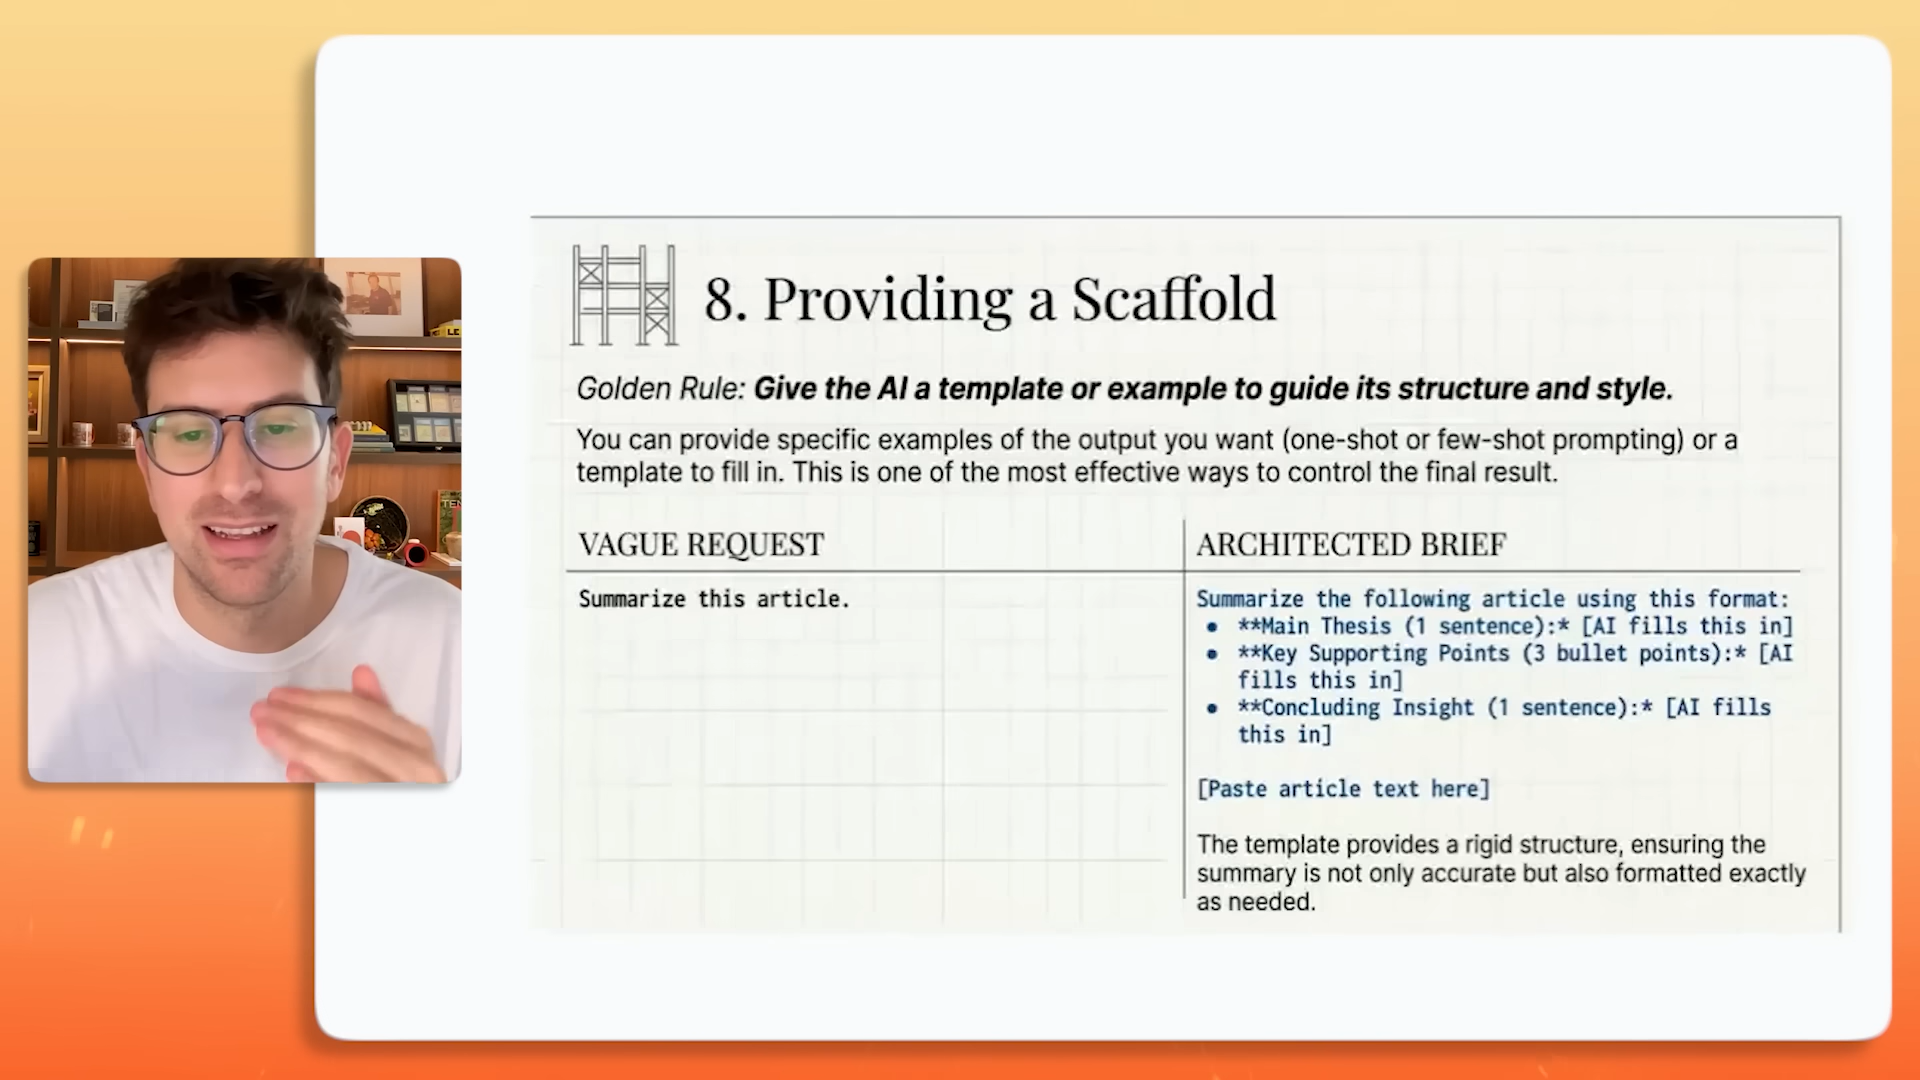 8. Providing a Scaffold
Golden Rule: Give the AI a template or example to guide its structure and style.
You can provide specific examples of the output you want (one-shot or few-shot prompting) or a
template to fill in. This is one of the most effective ways to control the final result.
VAGUE REQUEST
Summarize this article.
ARCHITECTED BRIEF
Summarize the following article using this format:
• **Main Thesis (1 sentence):* [AI fills this in]
• **Key Supporting Points (3 bullet points):* [AI
fills this in]
• **Concluding Insight (1 sentence):* [AI fills
this in]
[Paste article text here]
The template provides a rigid structure, ensuring the
summary is not only accurate but also formatted exactly
as needed.
LE